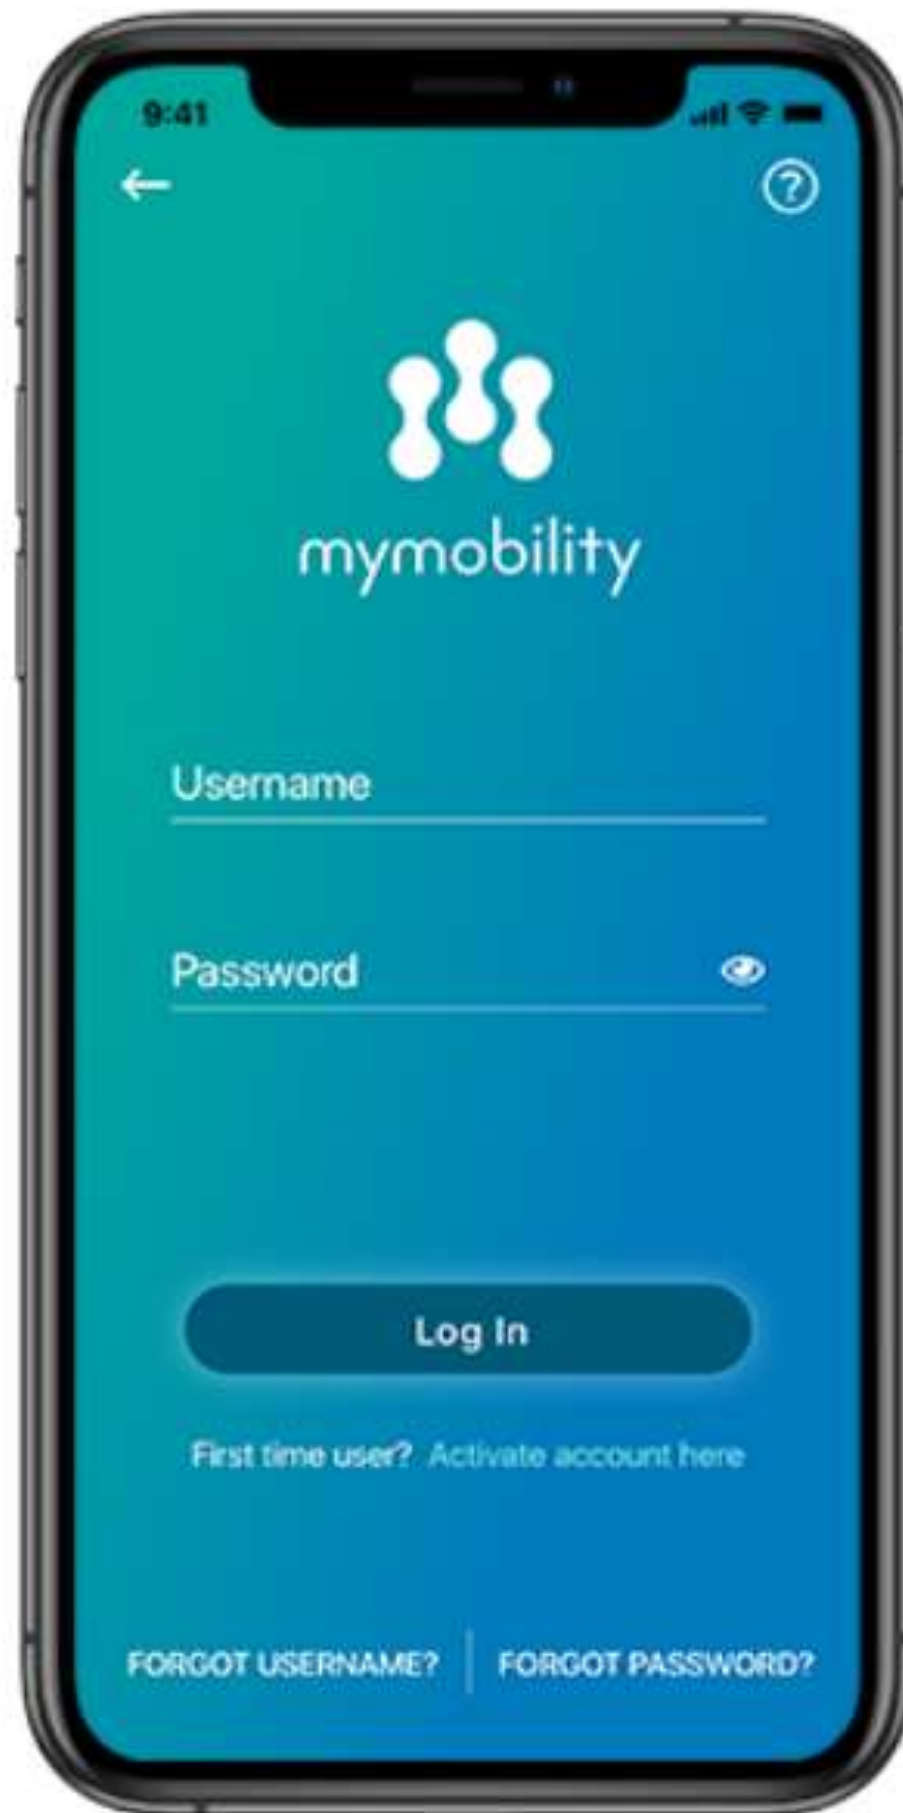 9:41
mymobility
Username
Password
Log In
First time user? Activate account here
FORGOT USERNAME? FORGOT PASSWORD?